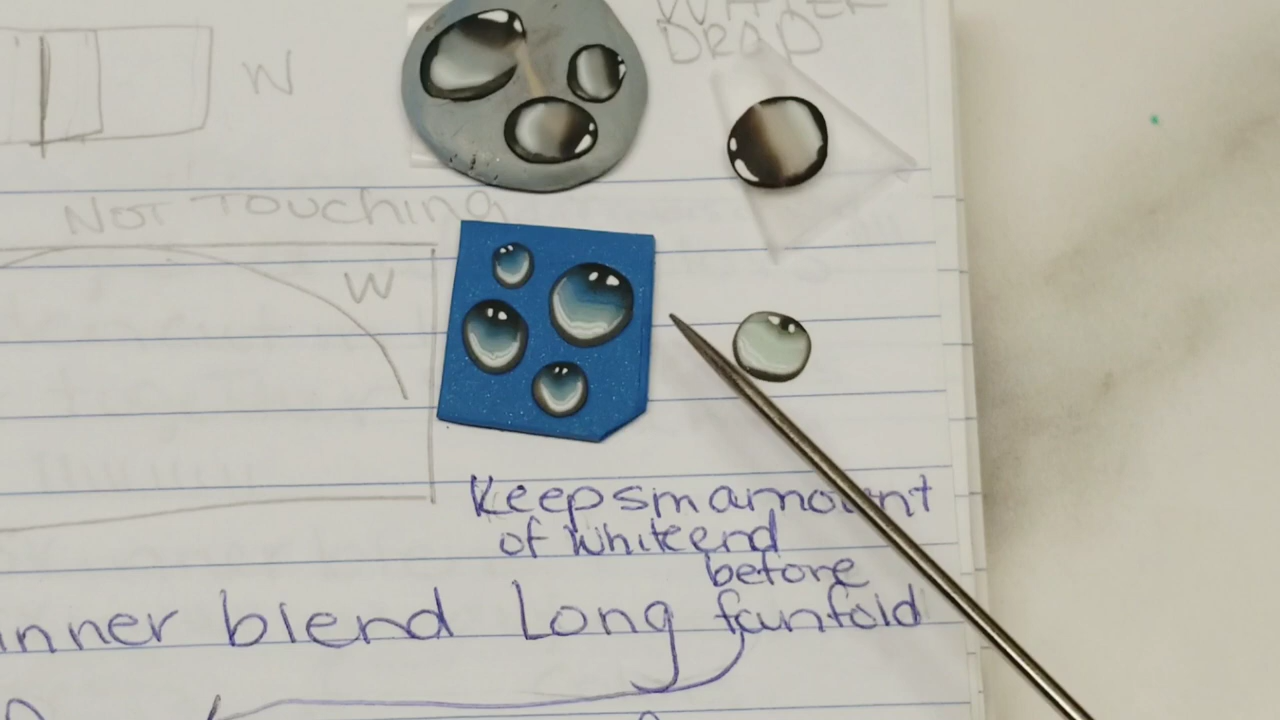 WATER
DROP
W
NOT TOUChing
W
Keep sm amount
of white end
before
inner blend Long fanfold